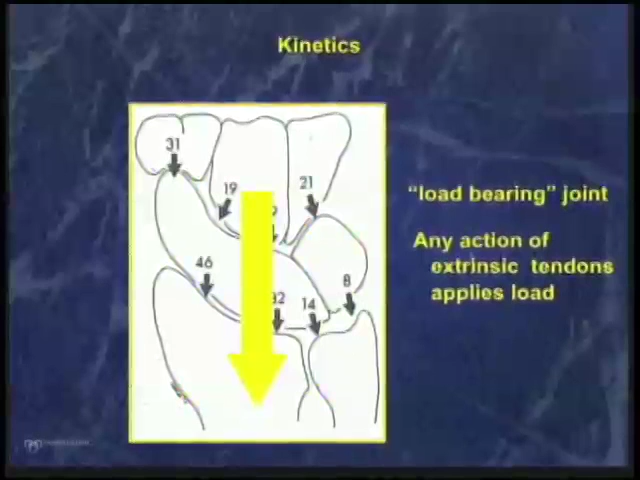 Kinetics
31
19
21
"load bearing" joint
Any action of
extrinsic tendons
applies load
46
8
32
14